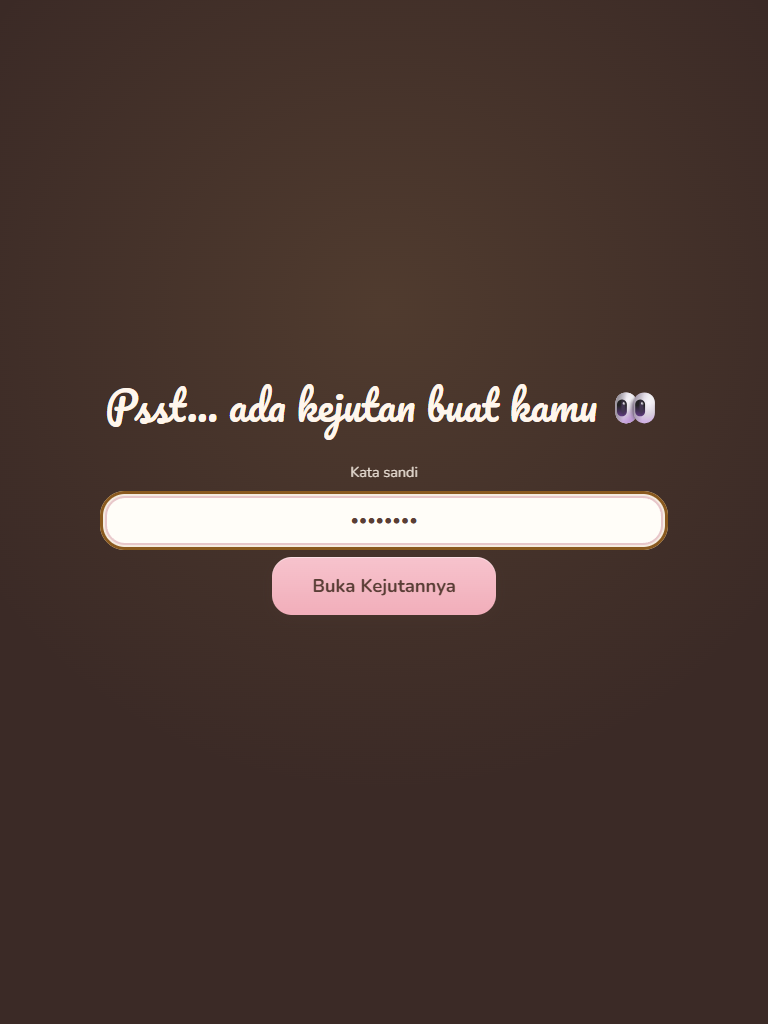 Psst... ada kejutan buat kamu 👀
Kata sandi
••••••••
Buka Kejutannya